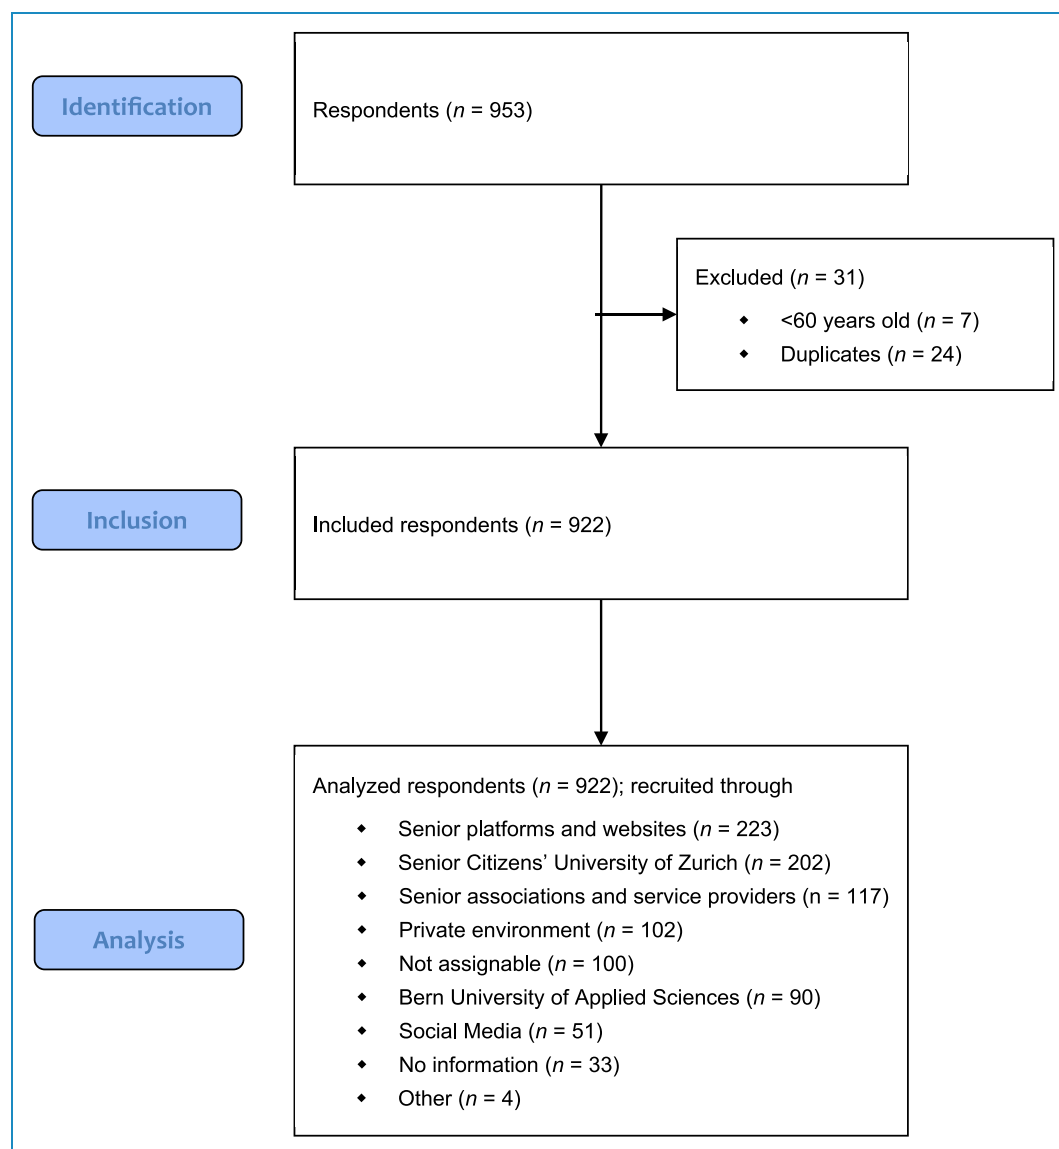 Identification
Respondents (n = 953)
Excluded (n = 31)
◆ <60 years old (n = 7)
◆ Duplicates (n = 24)
Inclusion
Included respondents (n = 922)
Analysis
Analyzed respondents (n = 922); recruited through
◆ Senior platforms and websites (n = 223)
◆ Senior Citizens’ University of Zurich (n = 202)
◆ Senior associations and service providers (n = 117)
◆ Private environment (n = 102)
◆ Not assignable (n = 100)
◆ Bern University of Applied Sciences (n = 90)
◆ Social Media (n = 51)
◆ No information (n = 33)
◆ Other (n = 4)